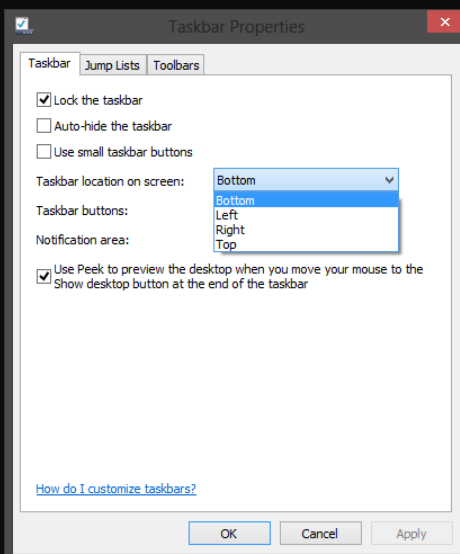 Taskbar Properties
Taskbar
Jump Lists
Toolbars
Lock the taskbar
Auto-hide the taskbar
Use small taskbar buttons
Taskbar location on screen: Bottom
Bottom
Left
Taskbar buttons:
Right
Top
Notification area:
Use Peek to preview the desktop when you move your mouse to the
Show desktop button at the end of the taskbar
How do I customize taskbars?
OK
Cancel
Apply